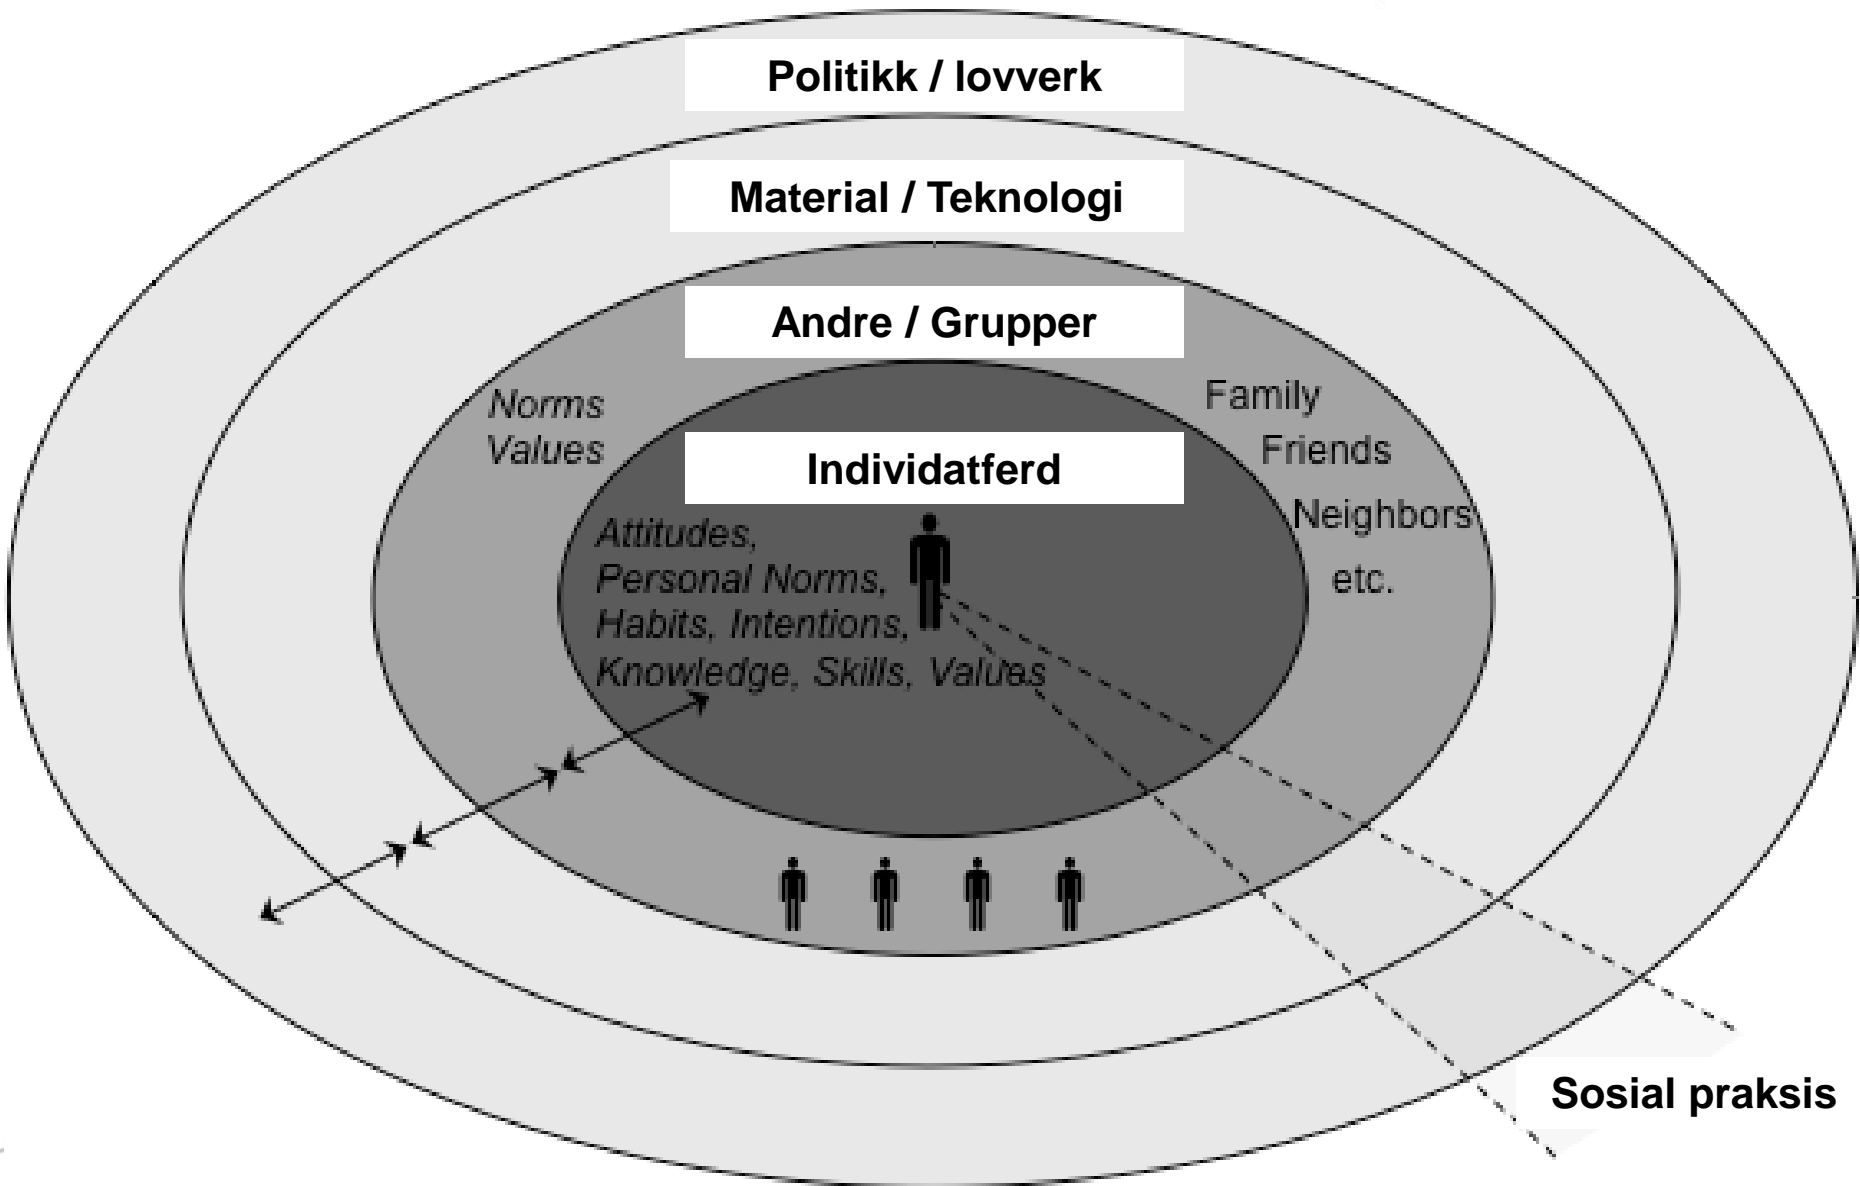 Politikk / lovverk
Material / Teknologi
Andre / Grupper
Norms
Values
Family
Friends
Neighbors
etc.
Individatferd
Attitudes,
Personal Norms,
Habits, Intentions,
Knowledge, Skills, Values
Sosial praksis